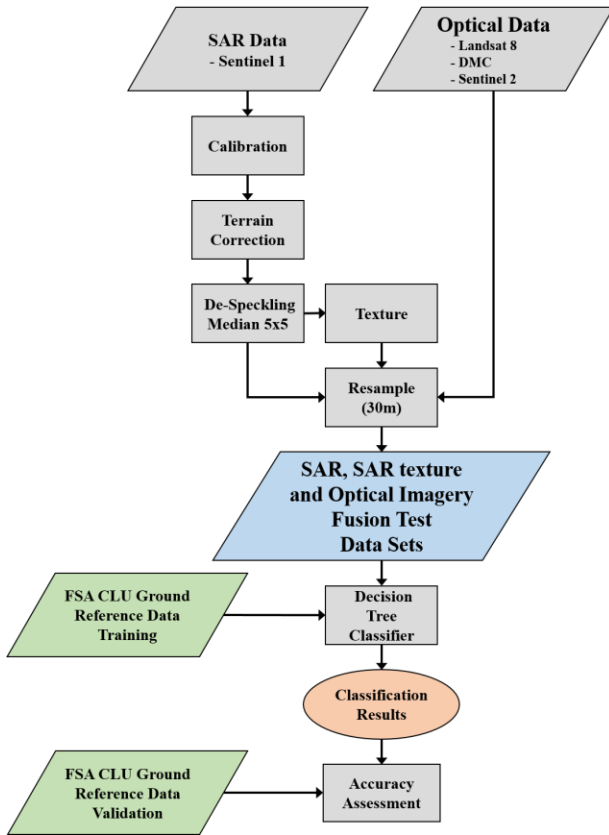 SAR Data
- Sentinel 1
Optical Data
- Landsat 8
- DMC
- Sentinel 2
Calibration
Terrain
Correction
De-Speckling
Median 5x5
Texture
Resample
(30m)
SAR, SAR texture
and Optical Imagery
Fusion Test
Data Sets
FSA CLU Ground
Reference Data
Training
Decision
Tree
Classifier
Classification
Results
FSA CLU Ground
Reference Data
Validation
Accuracy
Assessment